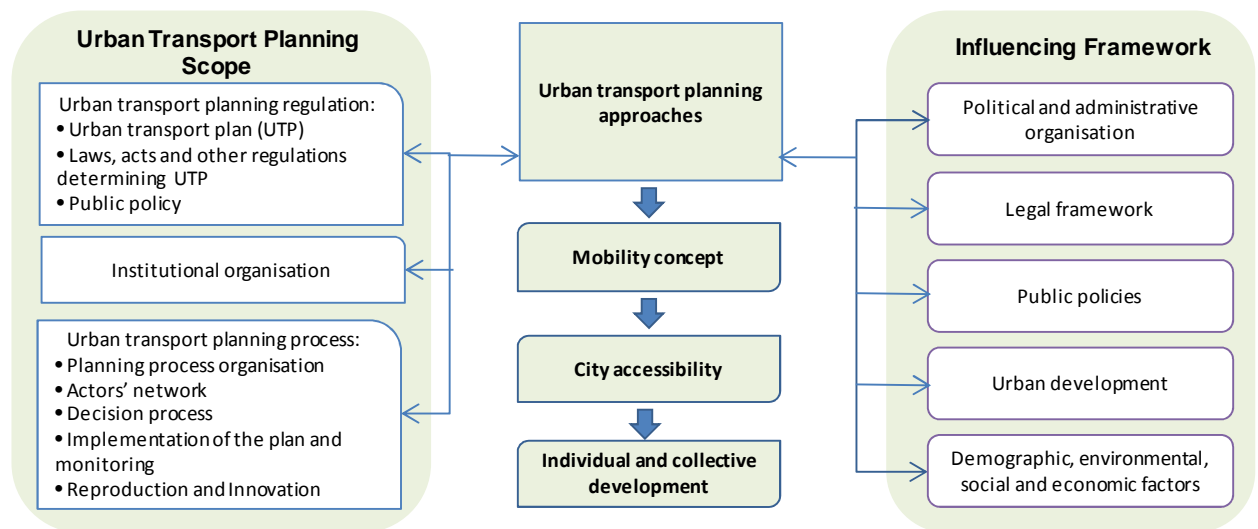 Urban Transport Planning
Scope
Urban transport planning regulation:
• Urban transport plan (UTP)
• Laws, acts and other regulations
determining UTP
• Public policy
Institutional organisation
Urban transport planning process:
• Planning process organisation
• Actors’ network
• Decision process
• Implementation of the plan and
monitoring
• Reproduction and Innovation
Urban transport planning
approaches
Mobility concept
City accessibility
Individual and collective
development
Influencing Framework
Political and administrative
organisation
Legal framework
Public policies
Urban development
Demographic, environmental,
social and economic factors